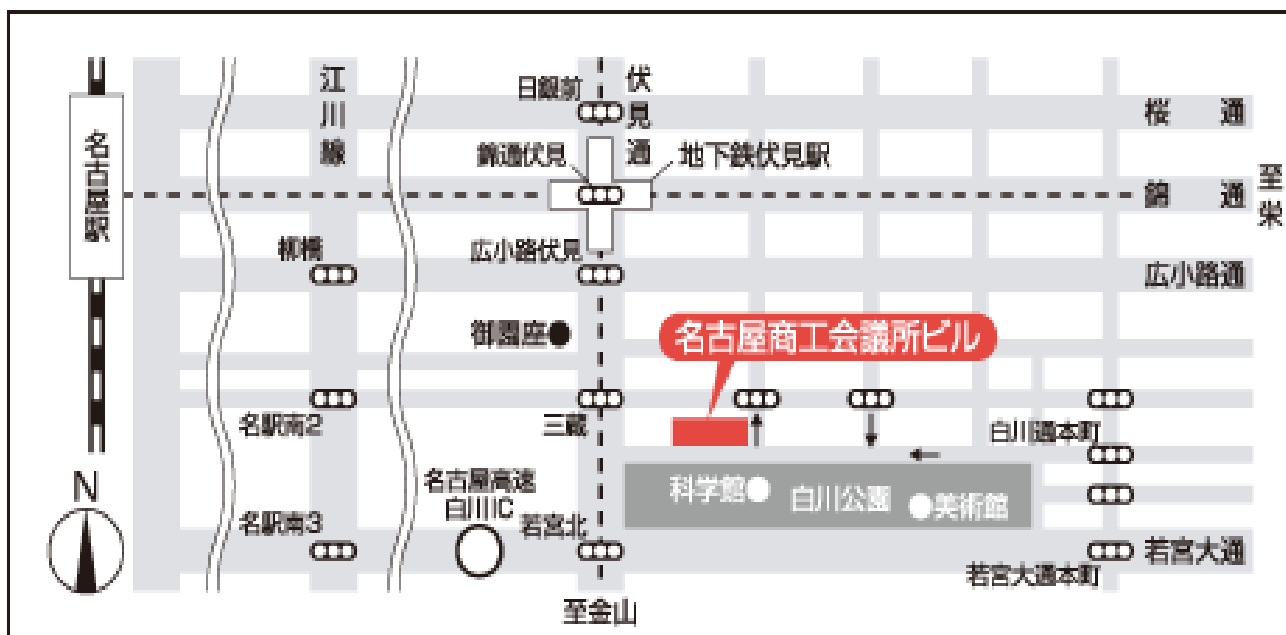 江川線
伏見通
日銀前
桜通
名古屋駅
錦通伏見
地下鉄伏見駅
錦通
至栄
柳橋
広小路伏見
広小路通
御園座
名古屋商工会議所ビル
名駅南2
三蔵
白川通本町
N
名古屋高速
白川IC
科学館
白川公園
美術館
名駅南3
若宮北
若宮大通
若宮大通本町
至金山